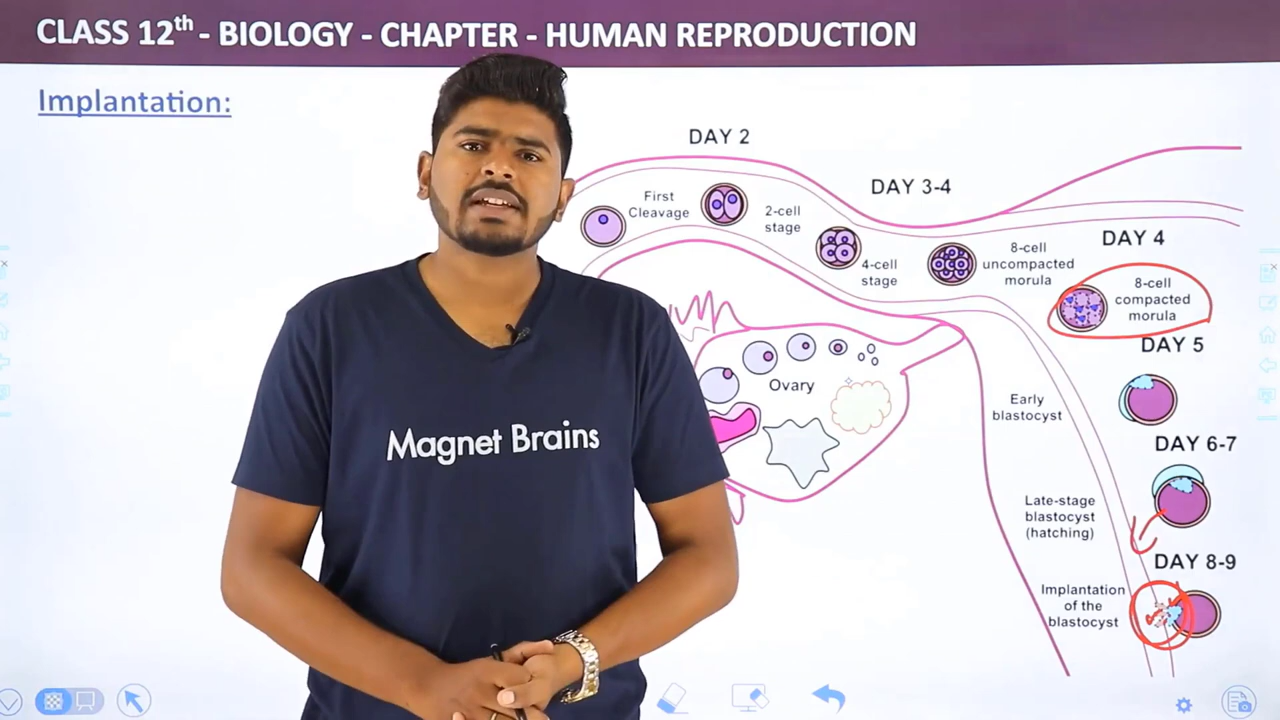 CLASS 12th - BIOLOGY - CHAPTER - HUMAN REPRODUCTION
Implantation:
DAY 2
First
Cleavage
2-cell
stage
DAY 3-4
4-cell
stage
8-cell
uncompacted
morula
DAY 4
8-cell
compacted
morula
DAY 5
Ovary
Early
blastocyst
DAY 6-7
Late-stage
blastocyst
(hatching)
DAY 8-9
Implantation
of the
blastocyst
Magnet Brains